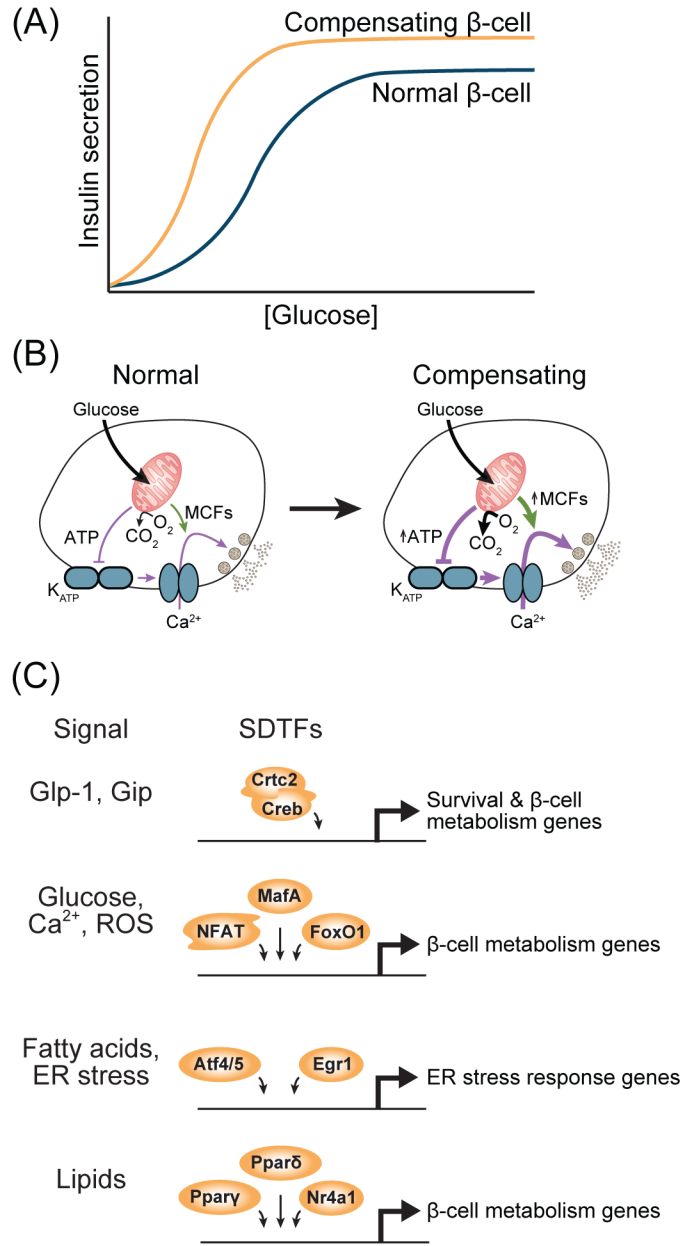 (A)
Compensating β-cell
Normal β-cell
Insulin secretion
[Glucose]
(B)
Normal
Compensating
Glucose
Glucose
MCFs
O2
CO2
ATP
KATP
Ca2+
↑MCFs
O2
CO2
↑ATP
KATP
Ca2+
(C)
Signal
SDTFs
Glp-1, Gip
Crtc2
Creb
Survival & β-cell
metabolism genes
Glucose,
Ca2+, ROS
MafA
NFAT
FoxO1
β-cell metabolism genes
Fatty acids,
ER stress
Atf4/5
Egr1
ER stress response genes
Lipids
Pparδ
Pparγ
Nr4a1
β-cell metabolism genes